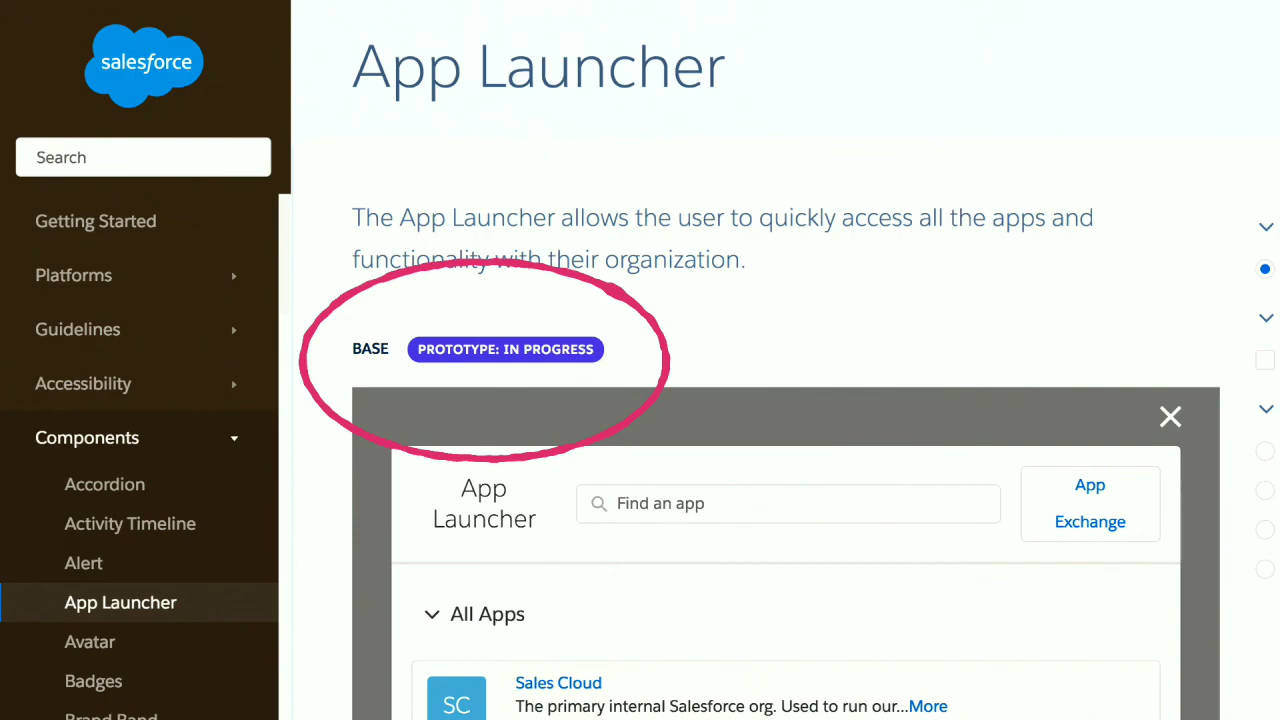 salesforce
Search
Getting Started
Platforms
Guidelines
Accessibility
Components
Accordion
Activity Timeline
Alert
App Launcher
Avatar
Badges
Brand Band
App Launcher
The App Launcher allows the user to quickly access all the apps and
functionality with their organization.
BASE
PROTOTYPE: IN PROGRESS
App
Launcher
Find an app
App
Exchange
All Apps
SC
Sales Cloud
The primary internal Salesforce org. Used to run our...More